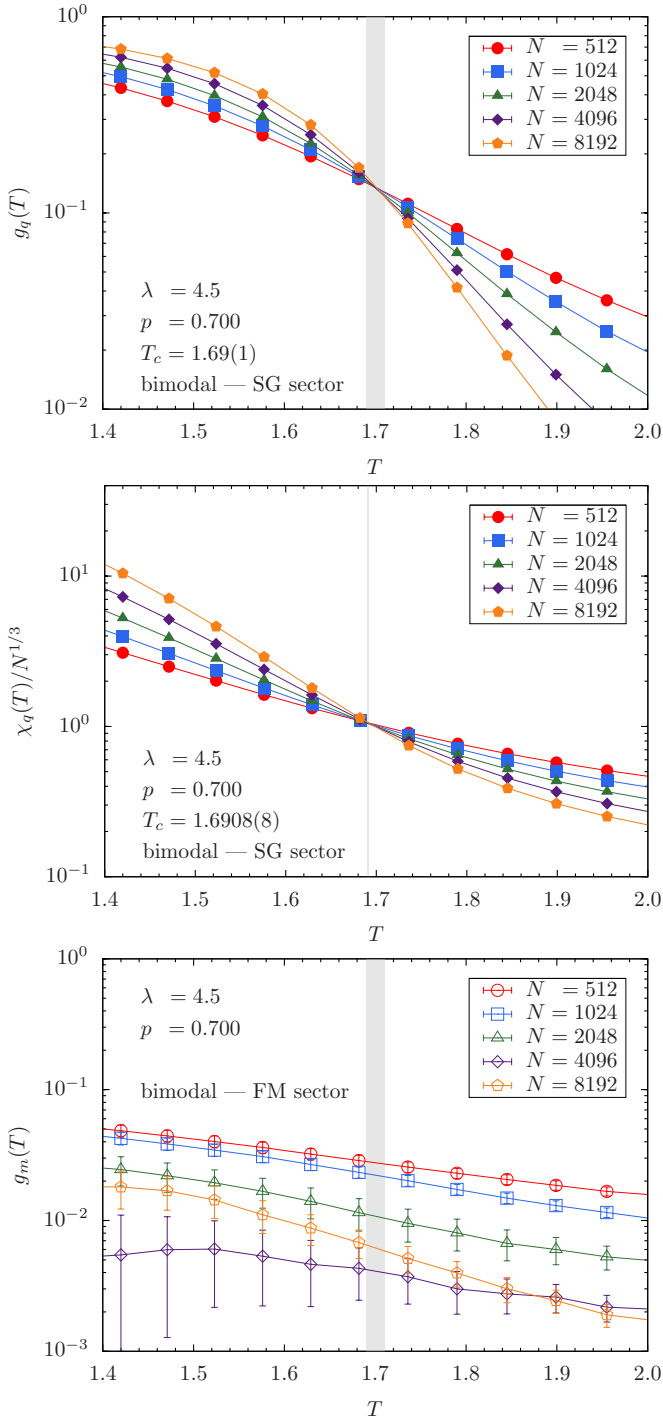 10^0
10^{-1}
10^{-2}
g_q(T)
N = 512
N = 1024
N = 2048
N = 4096
N = 8192
λ = 4.5
p = 0.700
T_c = 1.69(1)
bimodal — SG sector
1.4 1.5 1.6 1.7 1.8 1.9 2.0
T
10^1
10^0
10^{-1}
χ_q(T)/N^{1/3}
N = 512
N = 1024
N = 2048
N = 4096
N = 8192
λ = 4.5
p = 0.700
T_c = 1.6908(8)
bimodal — SG sector
1.4 1.5 1.6 1.7 1.8 1.9 2.0
T
10^0
10^{-1}
10^{-2}
10^{-3}
g_m(T)
λ = 4.5
p = 0.700
bimodal — FM sector
N = 512
N = 1024
N = 2048
N = 4096
N = 8192
1.4 1.5 1.6 1.7 1.8 1.9 2.0
T